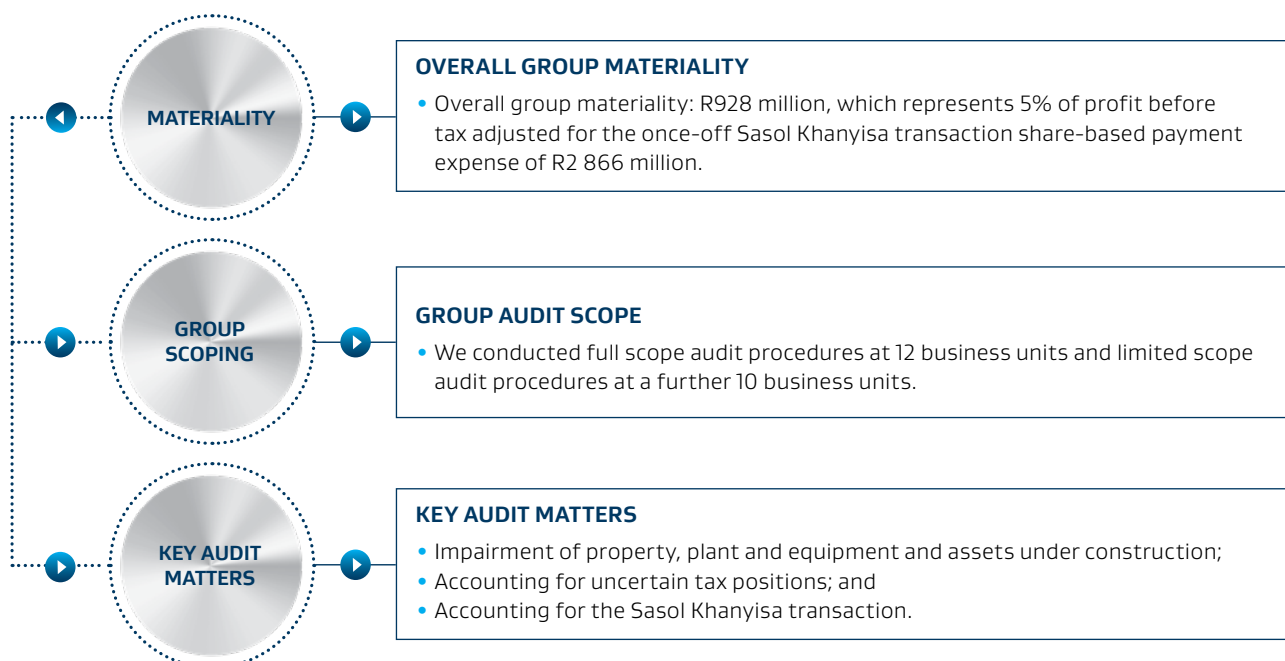 MATERIALITY
OVERALL GROUP MATERIALITY
• Overall group materiality: R928 million, which represents 5% of profit before
tax adjusted for the once-off Sasol Khanyisa transaction share-based payment
expense of R2 866 million.
GROUP
SCOPING
GROUP AUDIT SCOPE
• We conducted full scope audit procedures at 12 business units and limited scope
audit procedures at a further 10 business units.
KEY AUDIT
MATTERS
KEY AUDIT MATTERS
• Impairment of property, plant and equipment and assets under construction;
• Accounting for uncertain tax positions; and
• Accounting for the Sasol Khanyisa transaction.